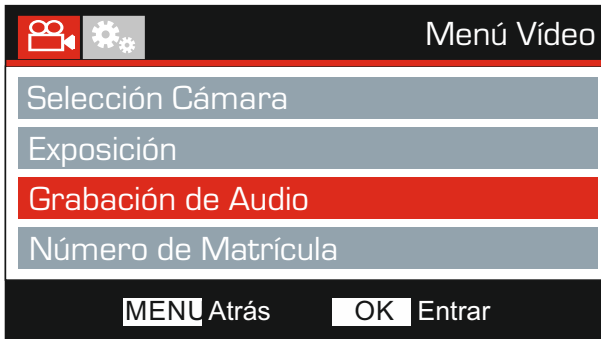 Menú Vídeo
Selección Cámara
Exposición
Grabación de Audio
Número de Matrícula
MENU Atrás OK Entrar